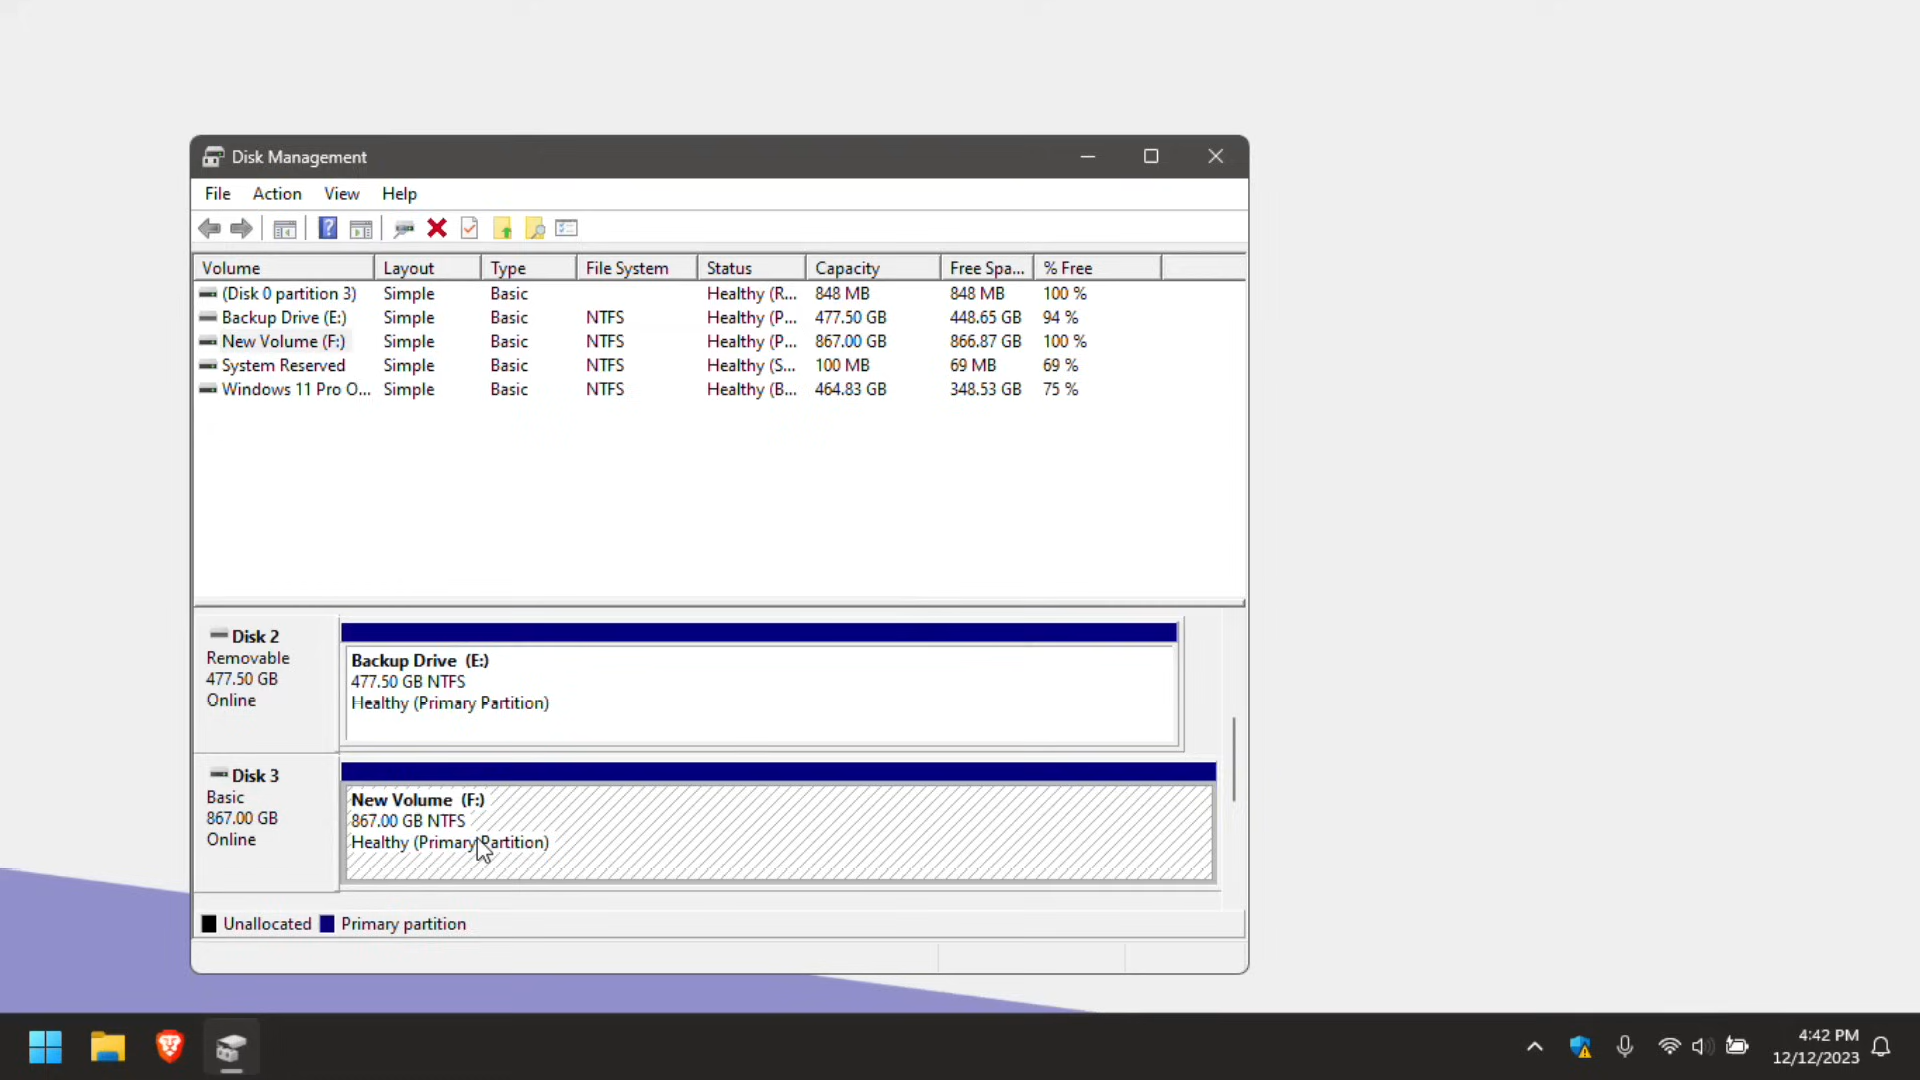 Disk Management
File Action View Help
Volume Layout Type File System Status Capacity Free Spa... % Free
(Disk 0 partition 3) Simple Basic Healthy (R... 848 MB 848 MB 100 %
Backup Drive (E:) Simple Basic NTFS Healthy (P... 477.50 GB 448.65 GB 94 %
New Volume (F:) Simple Basic NTFS Healthy (P... 867.00 GB 866.87 GB 100 %
System Reserved Simple Basic NTFS Healthy (S... 100 MB 69 MB 69 %
Windows 11 Pro O... Simple Basic NTFS Healthy (B... 464.83 GB 348.53 GB 75 %
Disk 2
Removable
477.50 GB
Online
Backup Drive (E:)
477.50 GB NTFS
Healthy (Primary Partition)
Disk 3
Basic
867.00 GB
Online
New Volume (F:)
867.00 GB NTFS
Healthy (Primary Partition)
Unallocated Primary partition
4:42 PM
12/12/2023